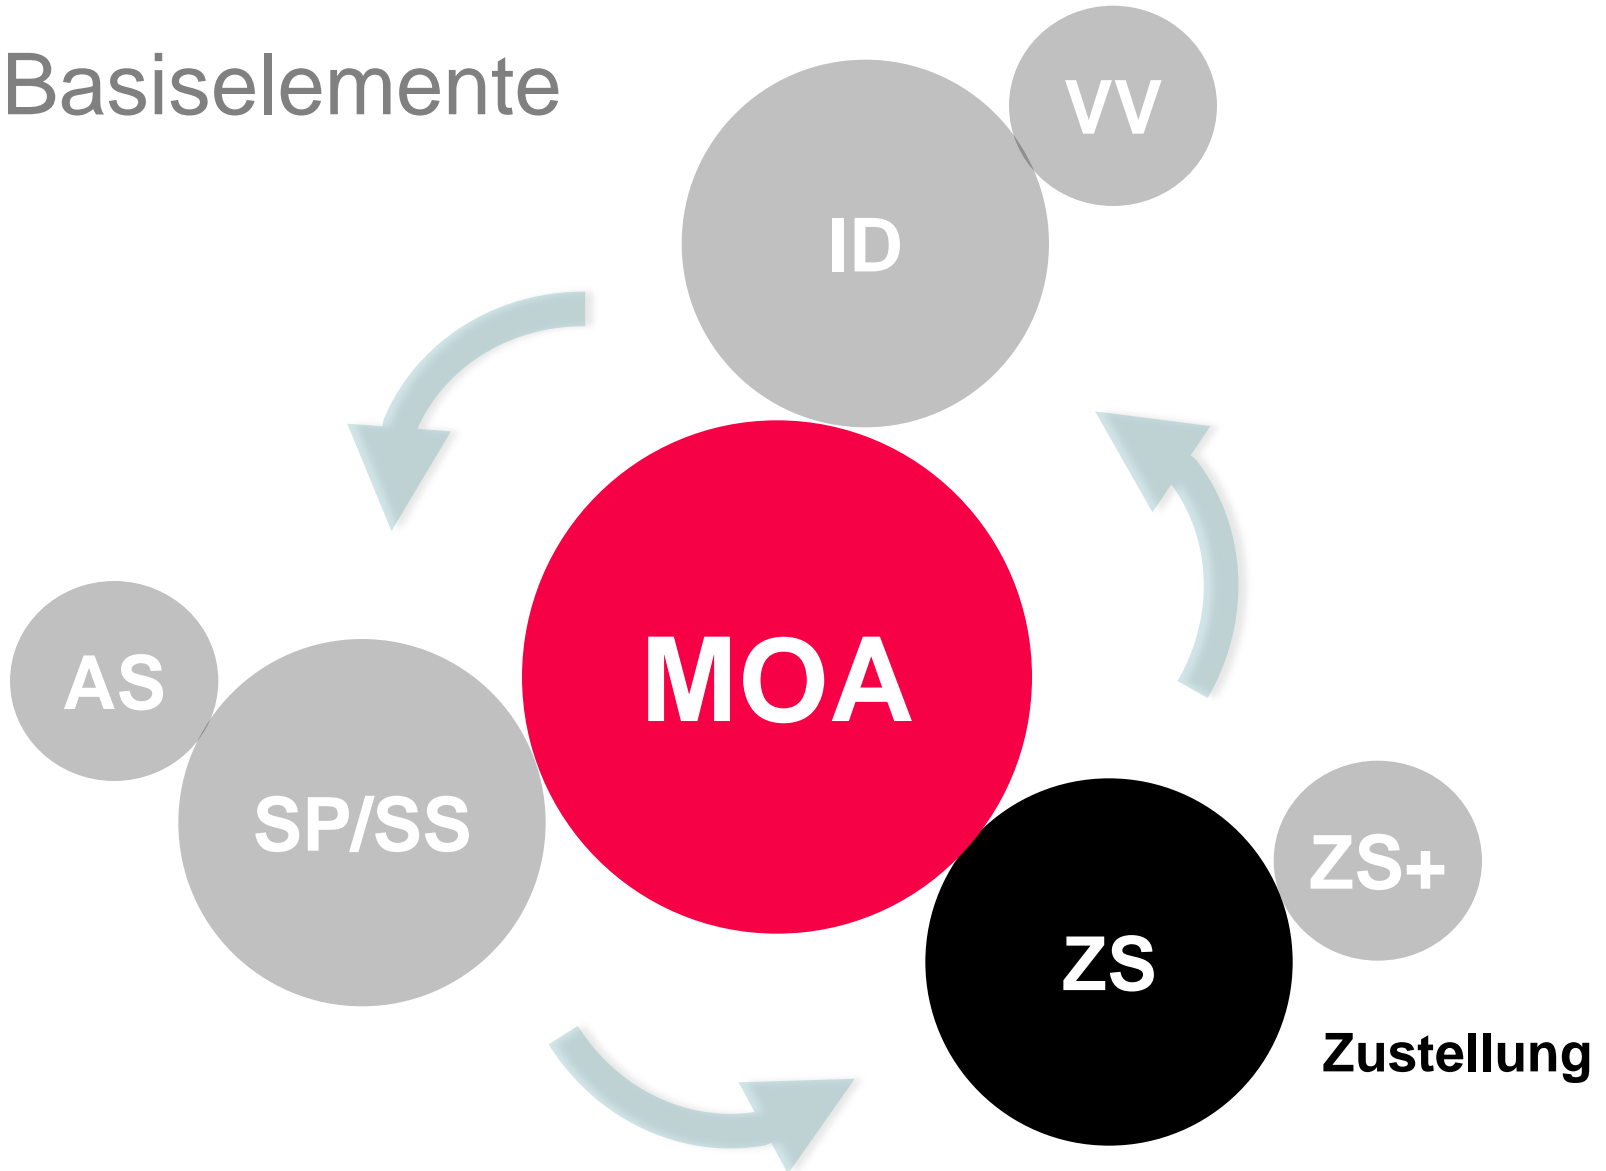 Basiselemente
VV
ID
MOA
AS
SP/SS
ZS+
ZS
Zustellung